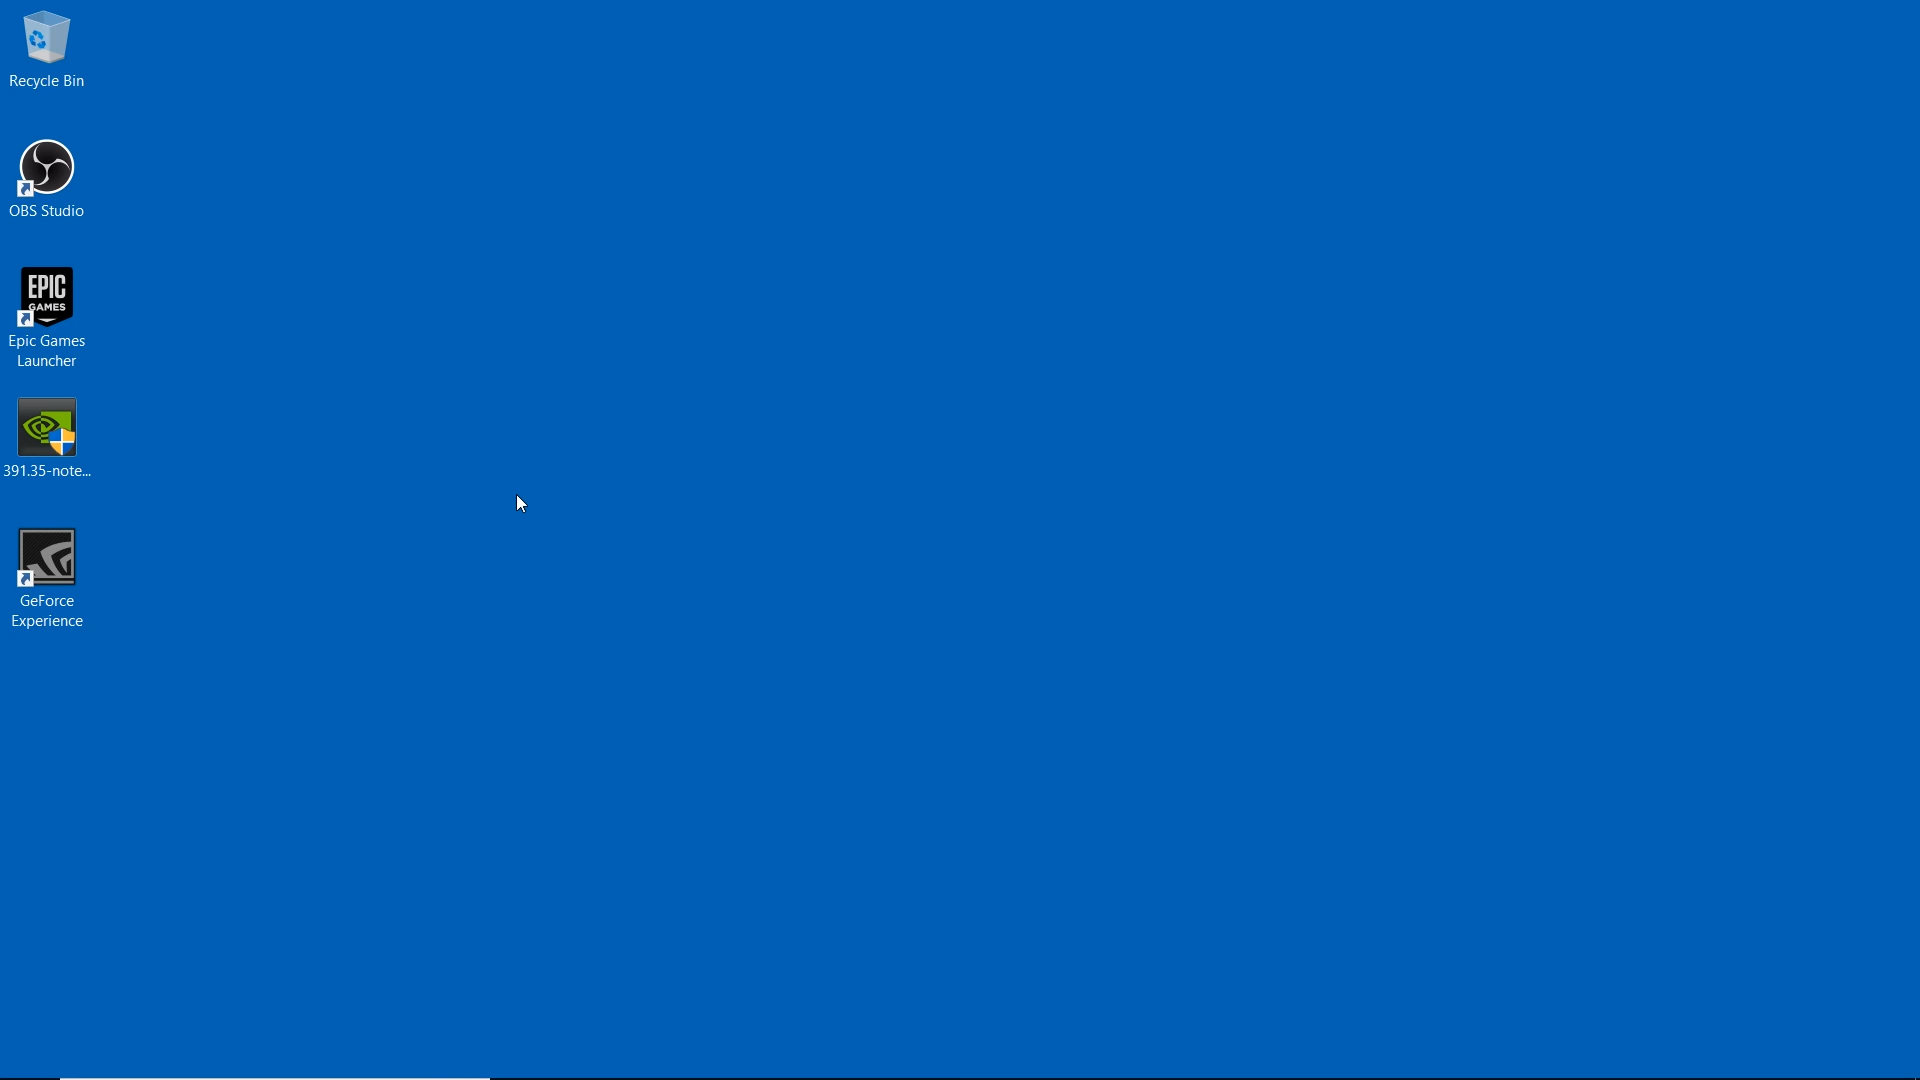 Recycle Bin
OBS Studio
EPIC
GAMES
Epic Games
Launcher
391.35-note...
GeForce
Experience